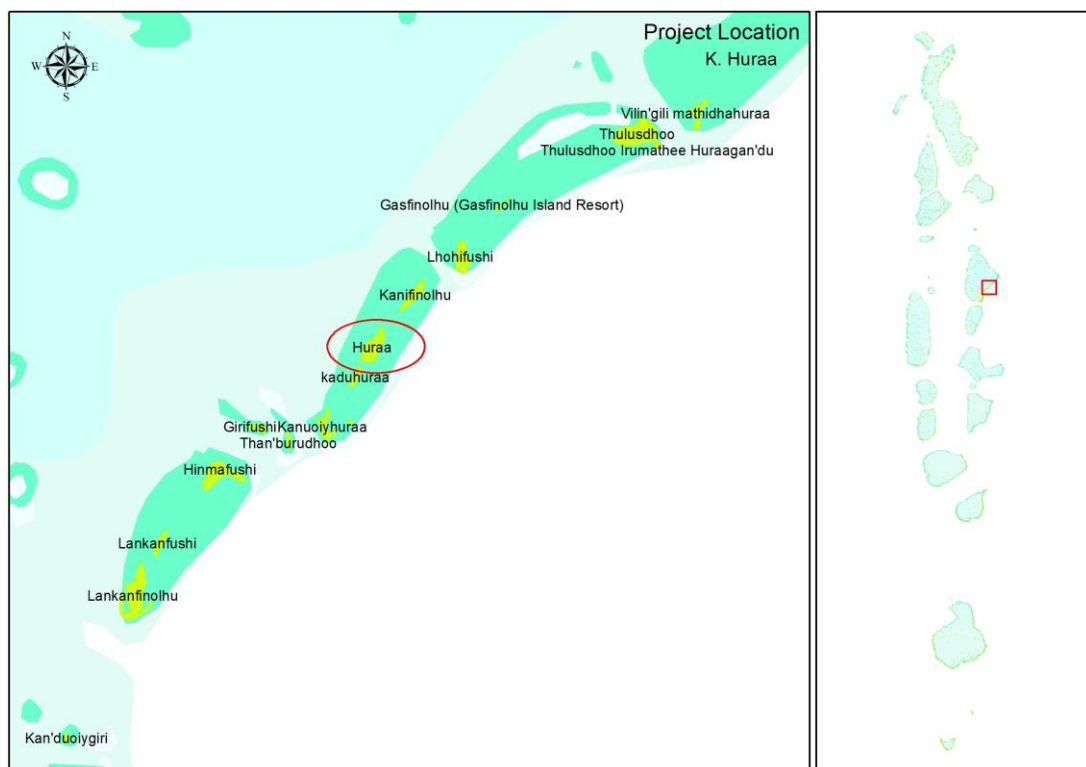 Project Location
K. Huraa
N
W E
S
Vilin'gili mathidhahuraa
Thulusdhoo
Thulusdhoo Irumathee Huraagan'du
Gasfinolhu (Gasfinolhu Island Resort)
Lhohifushi
Kanifinolhu
Huraa
kaduhuraa
GirifushiKanuoiyhuraa
Than'burudhoo
Hinmafushi
Lankanfushi
Lankanfinolhu
Kan'duoiygiri